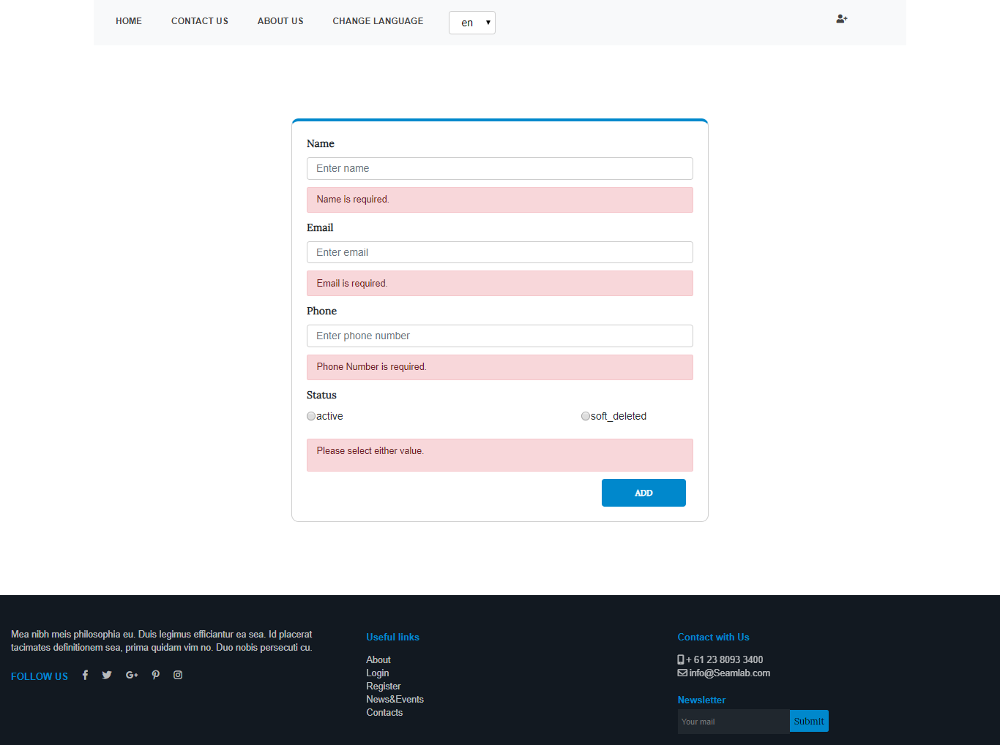 HOME
CONTACT US
ABOUT US
CHANGE LANGUAGE
en
Name
Enter name
Name is required.
Email
Enter email
Email is required.
Phone
Enter phone number
Phone Number is required.
Status
active
soft_deleted
Please select either value.
ADD
Mea nibh meis philosophia eu. Duis legimus efficiantur ea sea. Id placerat
tacimates definitionem sea, prima quidam vim no. Duo nobis persecuti cu.
FOLLOW US
Useful links
About
Login
Register
News&Events
Contacts
Contact with Us
+ 61 23 8093 3400
info@Seamlab.com
Newsletter
Your mail
Submit